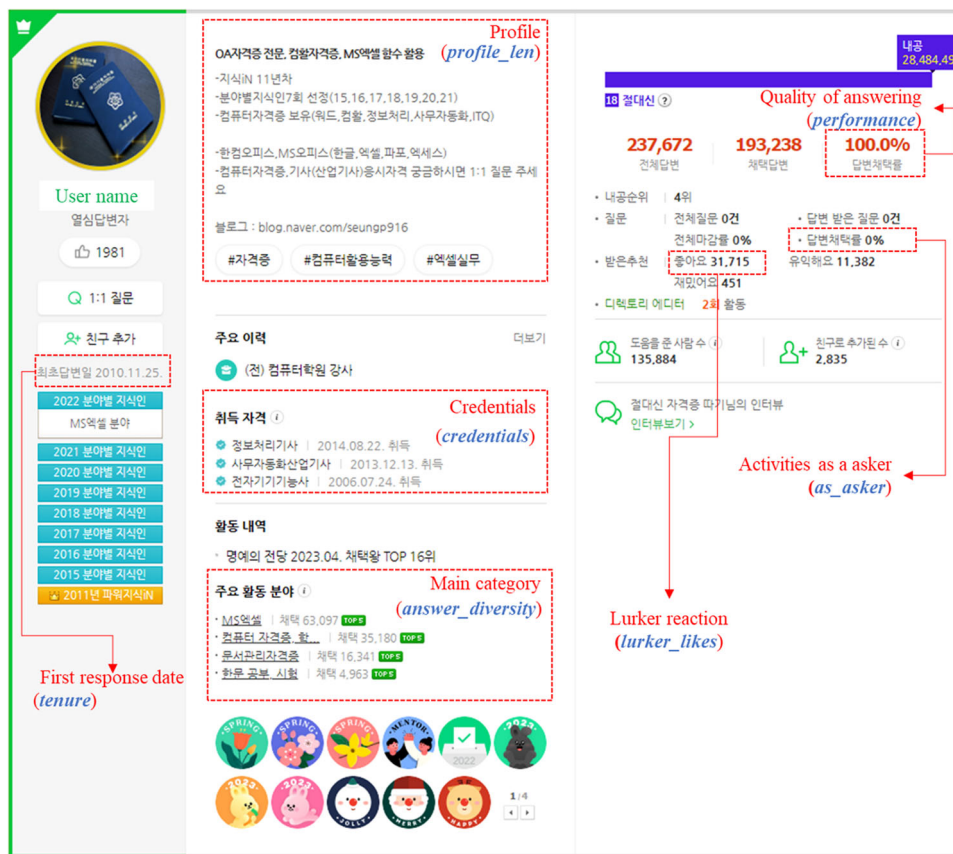 User name
열심답변자
1981
1:1 질문
친구 추가
최초답변일 2010.11.25.
2022 분야별 지식인
MS엑셀 분야
2021 분야별 지식인
2020 분야별 지식인
2019 분야별 지식인
2018 분야별 지식인
2017 분야별 지식인
2016 분야별 지식인
2015 분야별 지식인
2011년 파워지식iN
First response date
(tenure)
Profile
(profile_len)
OA자격증 전문, 컴활자격증, MS엑셀 함수 활용
-지식iN 11년차
-분야별지식인7회 선정(15,16,17,18,19,20,21)
-컴퓨터자격증 보유(워드,컴활,정보처리,사무자동화,ITQ)
-한컴오피스,MS오피스(한글,엑셀,파포,엑세스)
-컴퓨터자격증,기사(산업기사)응시자격 궁금하시면 1:1 질문 주세
요
블로그 : blog.naver.com/seungp916
#자격증 #컴퓨터활용능력 #엑셀실무
주요 이력 더보기
(전) 컴퓨터학원 강사
Credentials
(credentials)
취득 자격
정보처리기사 | 2014.08.22. 취득
사무자동화산업기사 | 2013.12.13. 취득
전자기기기능사 | 2006.07.24. 취득
활동 내역
명예의 전당 2023.04. 채택왕 TOP 16위
Main category
(answer_diversity)
주요 활동 분야
MS엑셀 | 채택 63,097 TOP 5
컴퓨터 자격증, 활... | 채택 35,180 TOP 5
문서관리자격증 | 채택 16,341 TOP 5
한문 공부, 시험 | 채택 4,963 TOP 5
SPRING SPRING SPRING MENTOR 2022 2023
2023 2023 JOLLY MERRY HAPPY
1/4
내공
28,484,49
18 절대신
Quality of answering
(performance)
237,672 193,238 100.0%
전체답변 채택답변 답변채택률
내공순위 4위
질문 전체질문 0건 답변 받은 질문 0건
전체마감률 0% 답변채택률 0%
받은추천 좋아요 31,715 유익해요 11,382
재밌어요 451
디렉토리 에디터 2회 활동
도움을 준 사람 수 친구로 추가된 수
135,884 2,835
절대신 자격증 따기님의 인터뷰
인터뷰보기 >
Activities as a asker
(as_asker)
Lurker reaction
(lurker_likes)